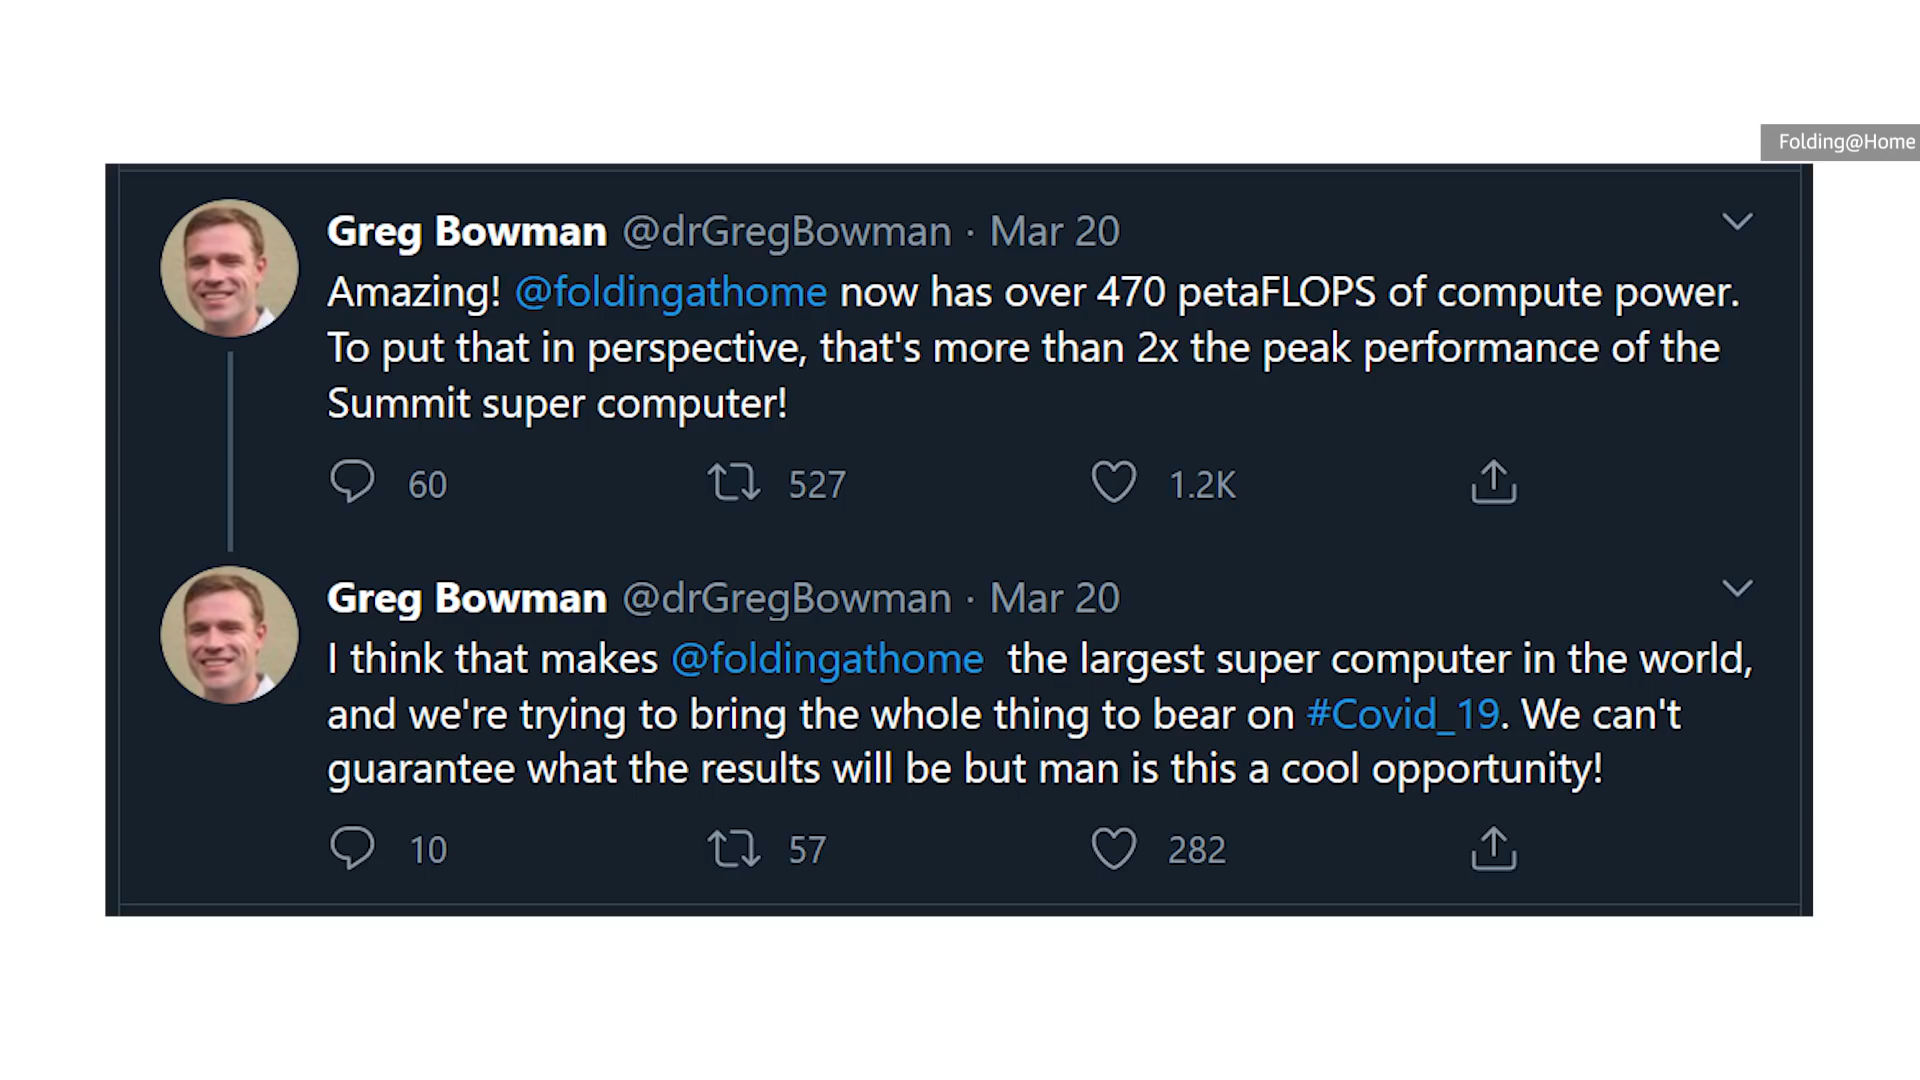 Folding@Home
Greg Bowman @drGregBowman · Mar 20
Amazing! @foldingathome now has over 470 petaFLOPS of compute power.
To put that in perspective, that's more than 2x the peak performance of the
Summit super computer!
60 527 1.2K
Greg Bowman @drGregBowman · Mar 20
I think that makes @foldingathome the largest super computer in the world,
and we're trying to bring the whole thing to bear on #Covid_19. We can't
guarantee what the results will be but man is this a cool opportunity!
10 57 282